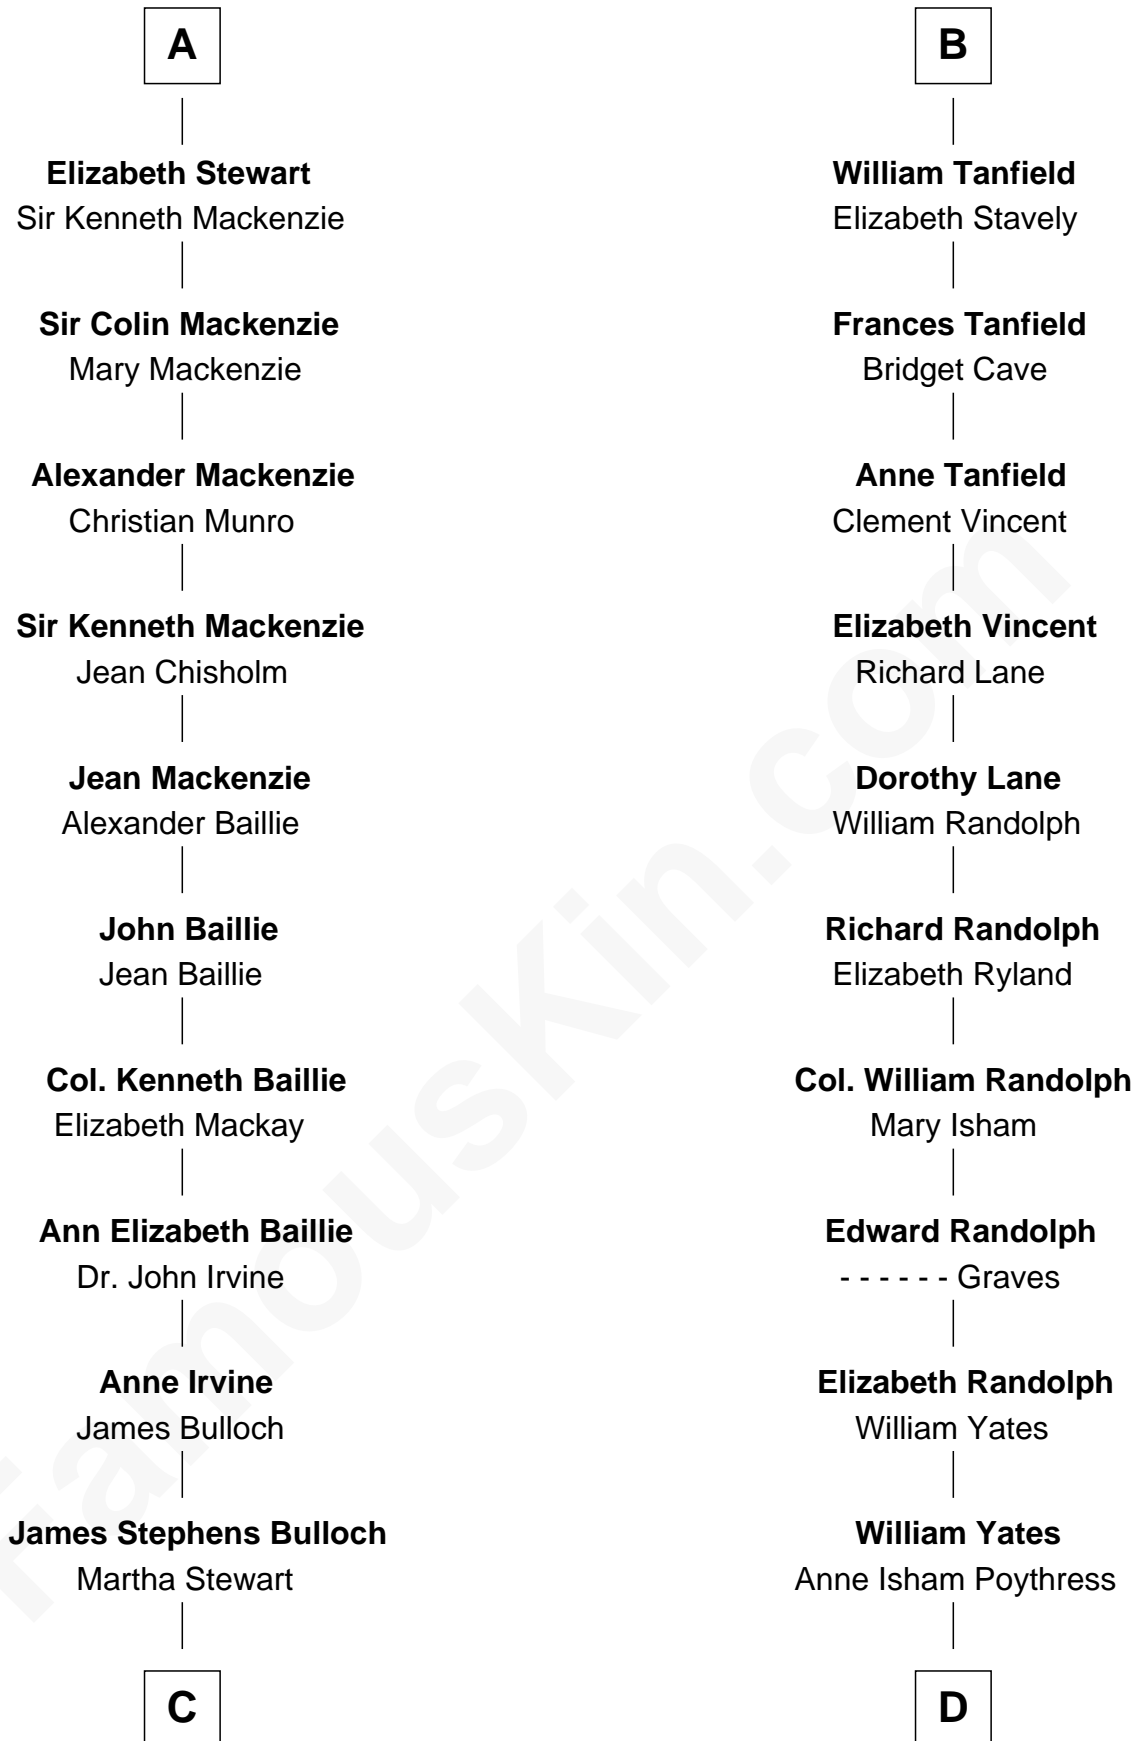 A
Elizabeth Stewart
Sir Kenneth Mackenzie
Sir Colin Mackenzie
Mary Mackenzie
Alexander Mackenzie
Christian Munro
Sir Kenneth Mackenzie
Jean Chisholm
Jean Mackenzie
Alexander Baillie
John Baillie
Jean Baillie
Col. Kenneth Baillie
Elizabeth Mackay
Ann Elizabeth Baillie
Dr. John Irvine
Anne Irvine
James Bulloch
James Stephens Bulloch
Martha Stewart
C
B
William Tanfield
Elizabeth Stavely
Frances Tanfield
Bridget Cave
Anne Tanfield
Clement Vincent
Elizabeth Vincent
Richard Lane
Dorothy Lane
William Randolph
Richard Randolph
Elizabeth Ryland
Col. William Randolph
Mary Isham
Edward Randolph
- - - - - - Graves
Elizabeth Randolph
William Yates
William Yates
Anne Isham Poythress
D
FamousKin.com